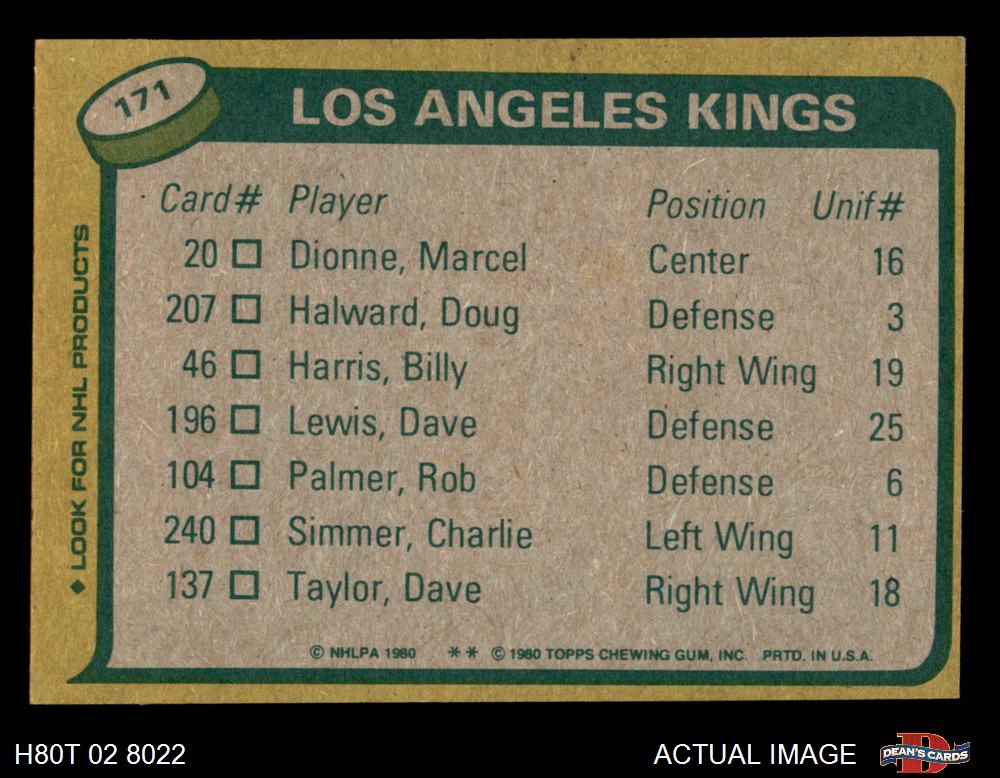 171
LOS ANGELES KINGS
Card# Player Position Unif#
20 □ Dionne, Marcel Center 16
207 □ Halward, Doug Defense 3
46 □ Harris, Billy Right Wing 19
196 □ Lewis, Dave Defense 25
104 □ Palmer, Rob Defense 6
240 □ Simmer, Charlie Left Wing 11
137 □ Taylor, Dave Right Wing 18
© NHLPA 1980 ** © 1980 TOPPS CHEWING GUM, INC. PRTD. IN U.S.A.
◆ LOOK FOR NHL PRODUCTS
H80T 02 8022 ACTUAL IMAGE D DEAN'S CARDS